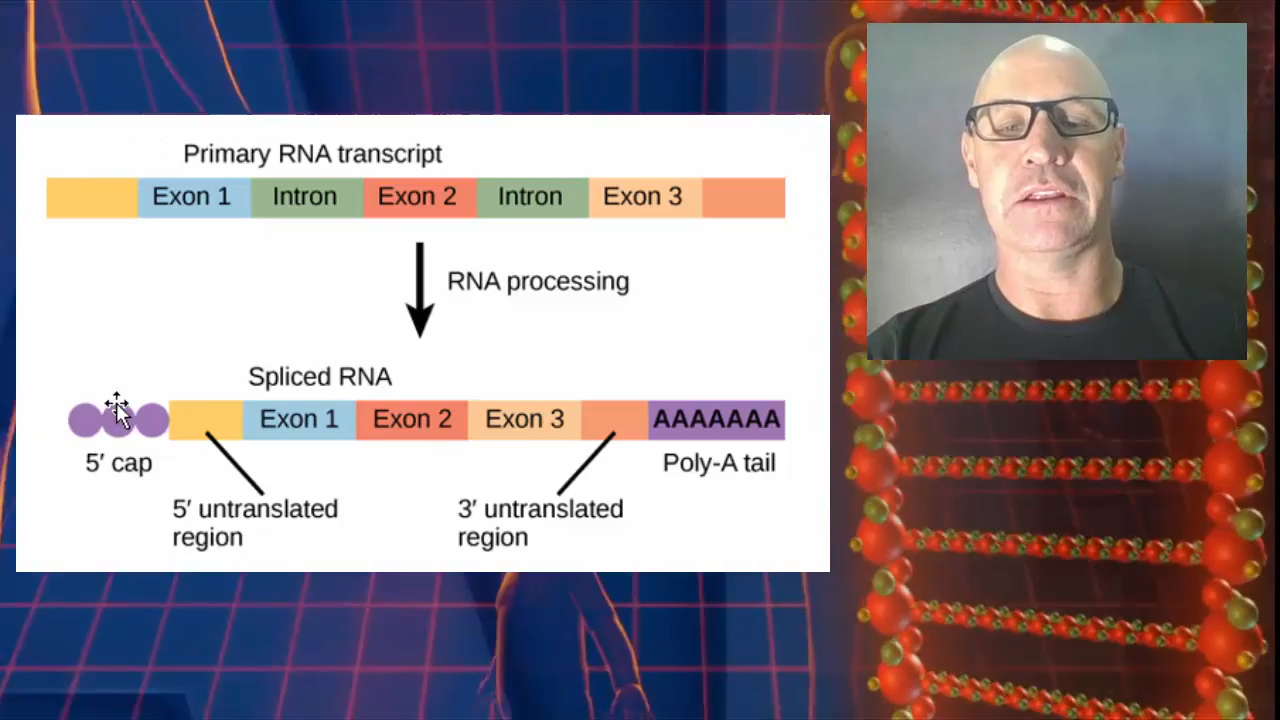 Primary RNA transcript
Exon 1 Intron Exon 2 Intron Exon 3
RNA processing
Spliced RNA
Exon 1 Exon 2 Exon 3 AAAAAAA
5′ cap
Poly-A tail
5′ untranslated
region
3′ untranslated
region